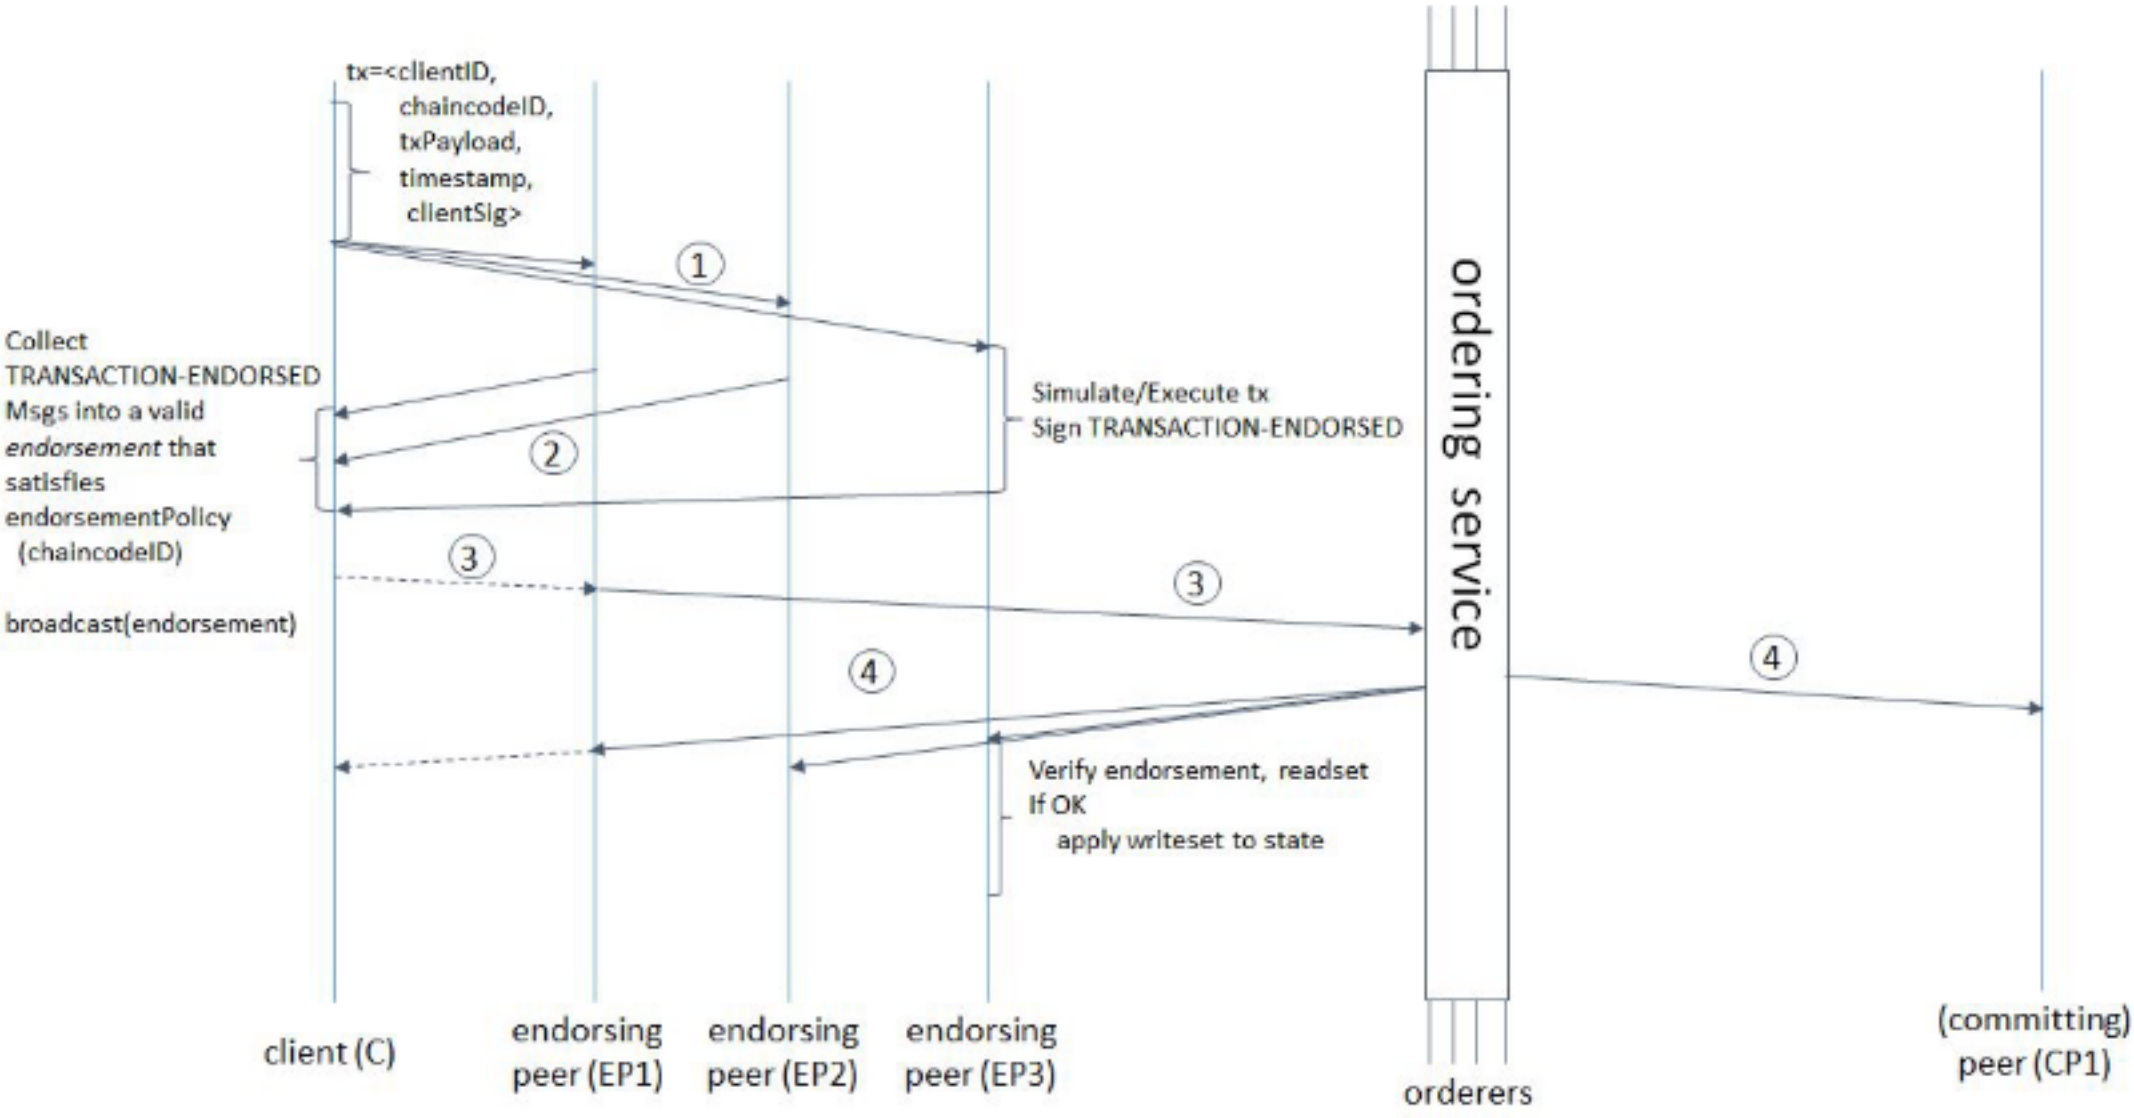 tx=<clientID,
chaincodeID,
txPayload,
timestamp,
clientSig>
1
Collect
TRANSACTION-ENDORSED
Msgs into a valid
endorsement that
satisfies
endorsementPolicy
(chaincodeID)
2
Simulate/Execute tx
Sign TRANSACTION-ENDORSED
ordering service
3
3
broadcast(endorsement)
4
4
Verify endorsement, readset
If OK
apply writeset to state
client (C)
endorsing
peer (EP1)
endorsing
peer (EP2)
endorsing
peer (EP3)
orderers
(committing)
peer (CP1)